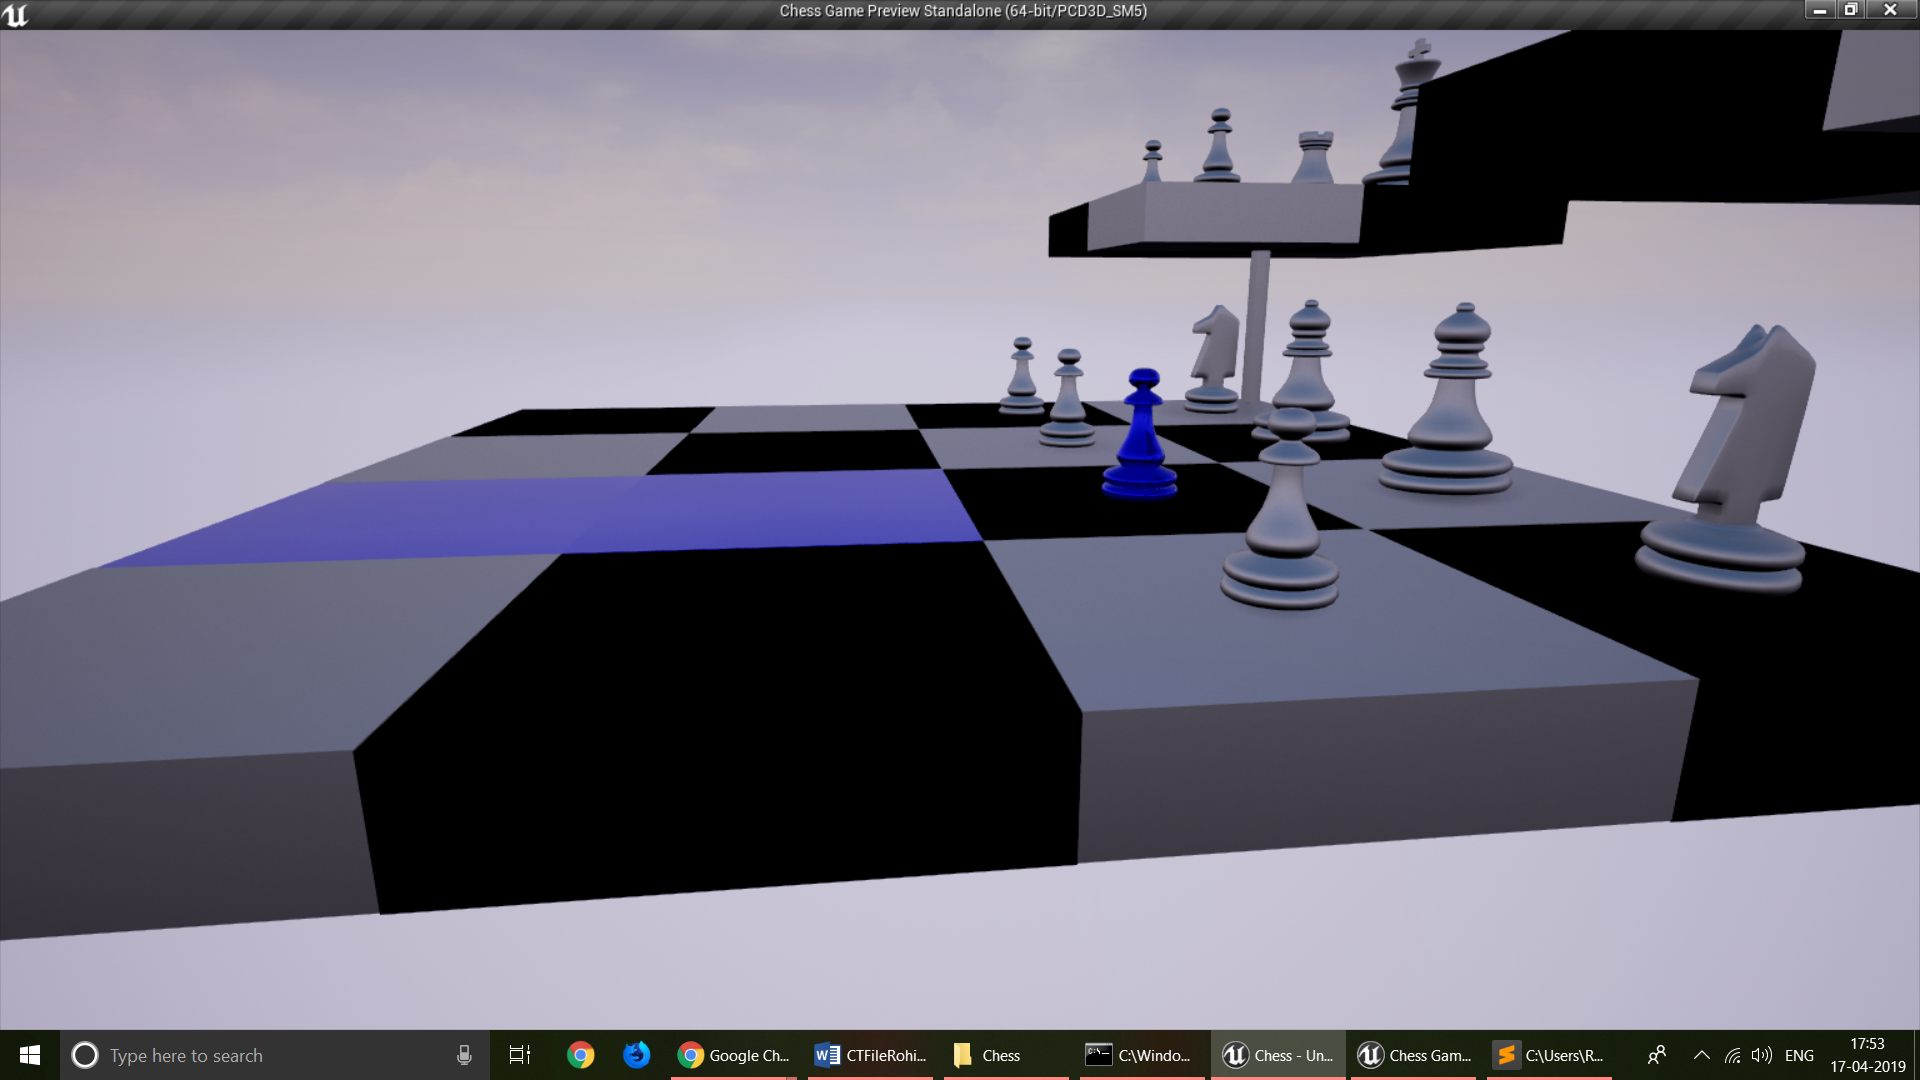 Chess Game Preview Standalone (64-bit/PCD3D_SM5)
Type here to search
Google Ch...
CTFileRohi...
Chess
C:\Windo...
Chess - Un...
Chess Gam...
C:\Users\R...
ENG
17:53
17-04-2019